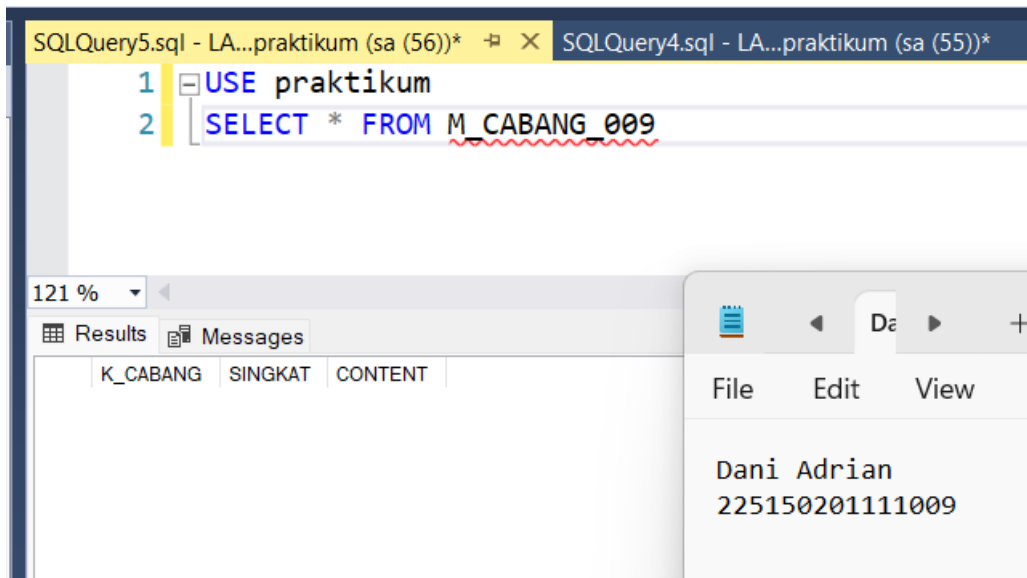 SQLQuery5.sql - LA...praktikum (sa (56))* SQLQuery4.sql - LA...praktikum (sa (55))*
1 USE praktikum
2 SELECT * FROM M_CABANG_009
121 %
Results Messages
K_CABANG SINGKAT CONTENT
Da
File Edit View
Dani Adrian
225150201111009